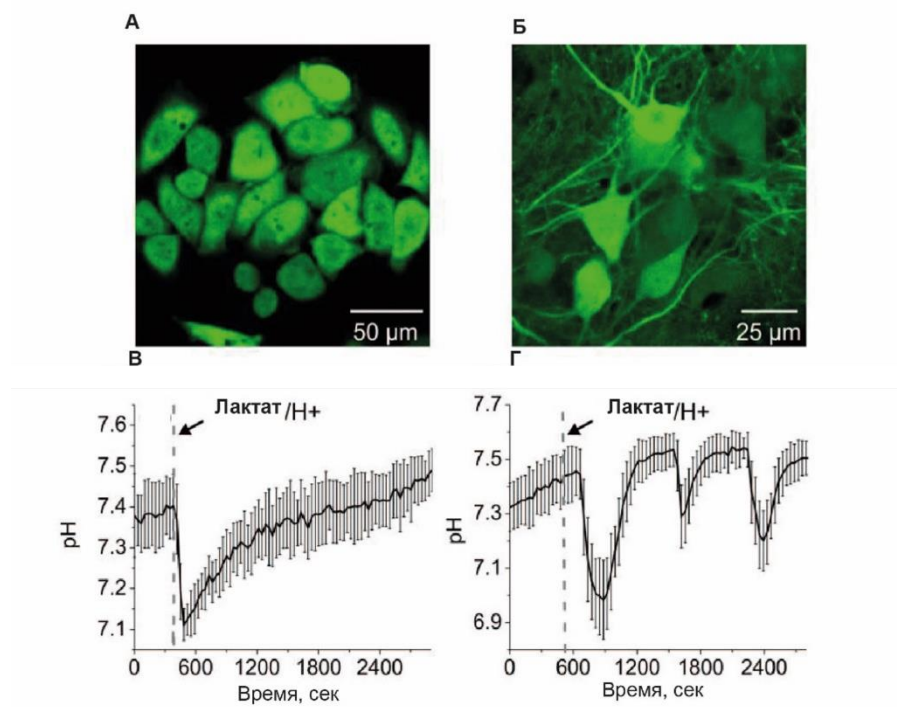 А
Б
50 µm
25 µm
В
Г
Лактат/H+
7.6
7.5
7.4
7.3
7.2
7.1
pH
0 600 1200 1800 2400
Время, сек
Лактат/H+
7.7
7.5
7.3
7.1
6.9
pH
0 600 1200 1800 2400
Время, сек